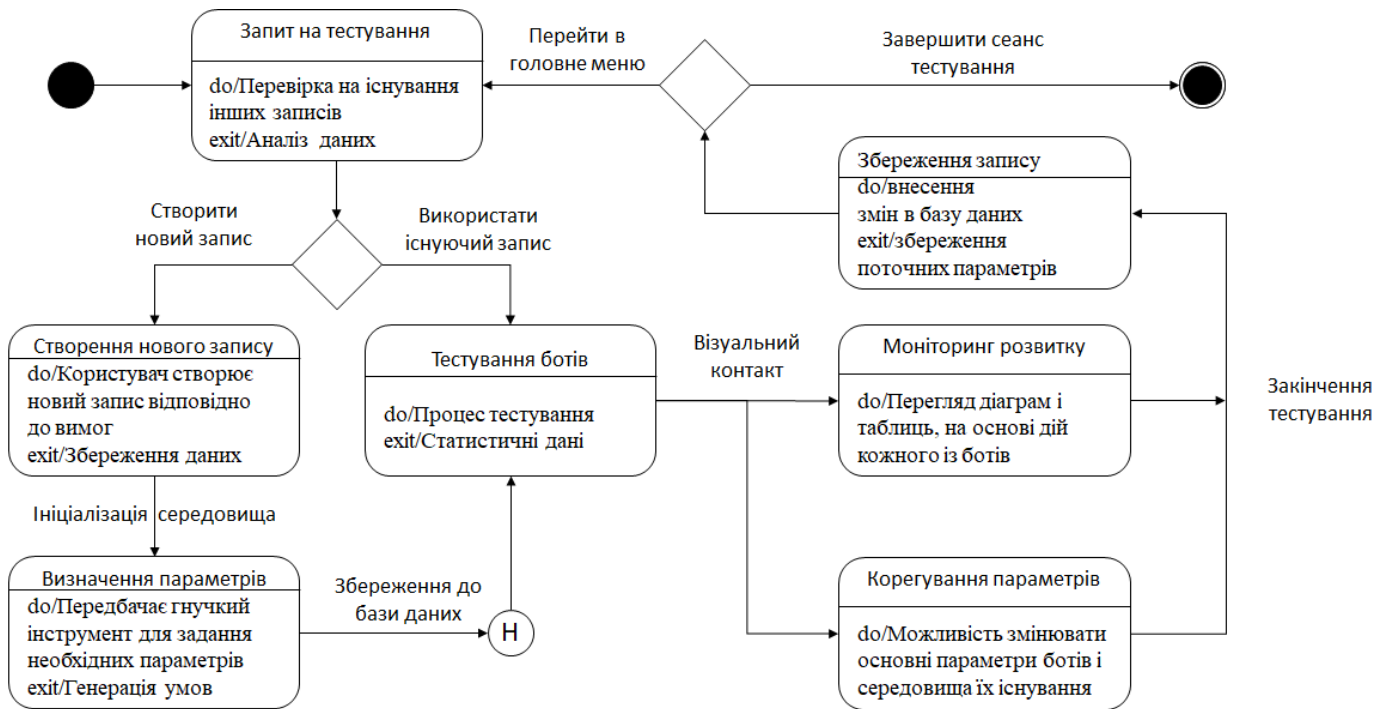 Запит на тестування
do/Перевірка на існування
інших записів
exit/Аналіз даних
Перейти в
головне меню
Завершити сеанс
тестування
Збереження запису
do/внесення
змін в базу даних
exit/збереження
поточних параметрів
Створити
новий запис
Використати
існуючий запис
Створення нового запису
do/Користувач створює
новий запис відповідно
до вимог
exit/Збереження даних
Тестування ботів
do/Процес тестування
exit/Статистичні дані
Візуальний
контакт
Моніторинг розвитку
do/Перегляд діаграм і
таблиць, на основі дій
кожного із ботів
Закінчення
тестування
Ініціалізація середовища
Визначення параметрів
do/Передбачає гнучкий
інструмент для задання
необхідних параметрів
exit/Генерація умов
Збереження до
бази даних
H
Корегування параметрів
do/Можливість змінювати
основні параметри ботів і
середовища їх існування